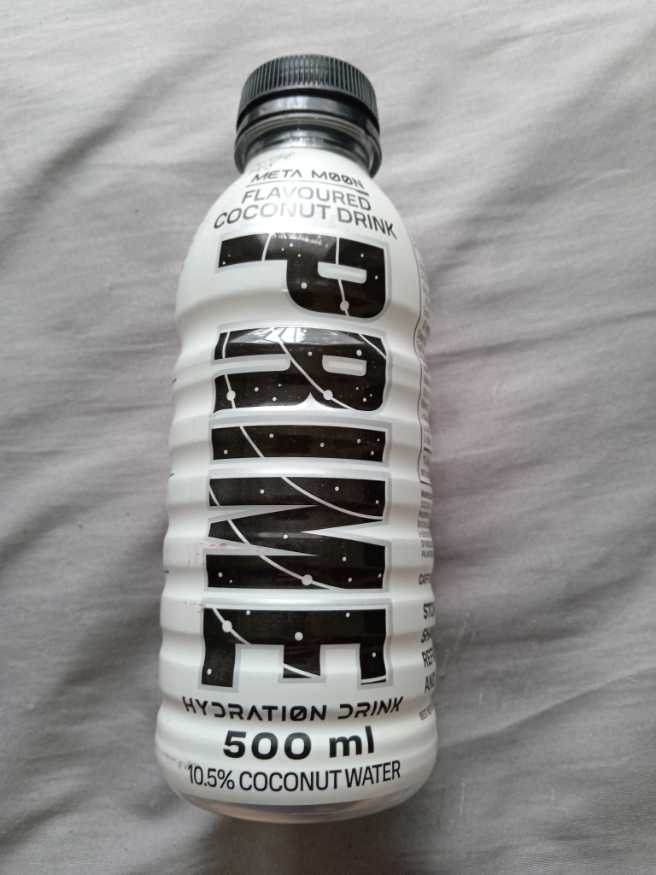 META MØØN
FLAVOURED
COCONUT DRINK
PRIME
HYDRATIØN DRINK
500 ml
10.5% COCONUT WATER